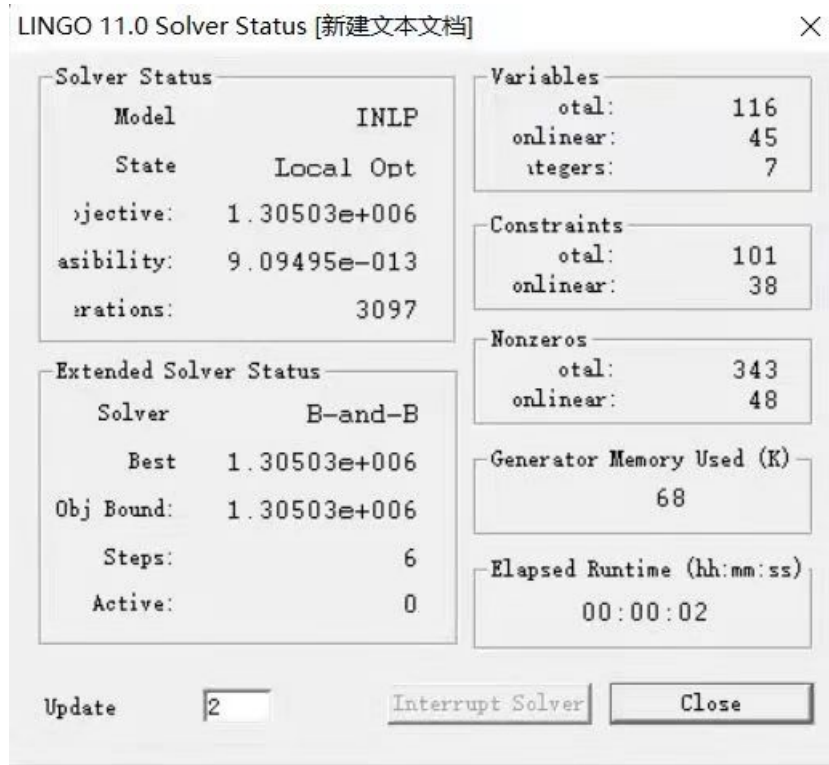 LINGO 11.0 Solver Status [新建文本文档]
Solver Status
Model INLP
State Local Opt
jective: 1.30503e+006
asibility: 9.09495e-013
rations: 3097
Extended Solver Status
Solver B-and-B
Best 1.30503e+006
Obj Bound: 1.30503e+006
Steps: 6
Active: 0
Variables
otal: 116
onlinear: 45
tegers: 7
Constraints
otal: 101
onlinear: 38
Nonzeros
otal: 343
onlinear: 48
Generator Memory Used (K)
68
Elapsed Runtime (hh:mm:ss)
00:00:02
Update 2
Interrupt Solver
Close